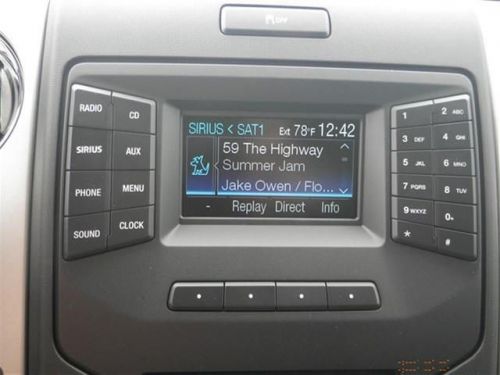 OFF
RADIO
CD
SIRIUS
AUX
PHONE
MENU
SOUND
CLOCK
SIRIUS < SAT1 Ext 78°F 12:42
59 The Highway
Summer Jam
Jake Owen / Flo...
- Replay Direct Info
1 2 ABC
3 DEF 4 GHI
5 JKL 6 MNO
7 PQRS 8 TUV
9 WXYZ 0+
* #